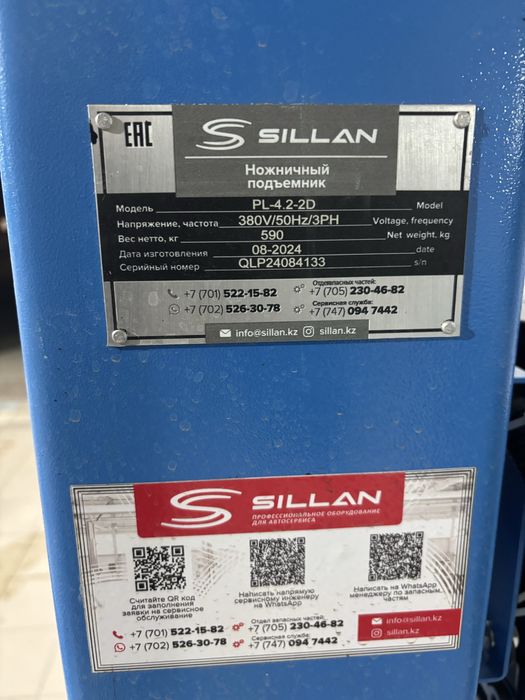 EAC
SILLAN
Ножничный
подъемник
Модель PL-4.2-2D Model
Напряжение, частота 380V/50Hz/3PH Voltage, frequency
Вес нетто, кг 590 Net weight, kg
Дата изготовления 08-2024 date
Серийный номер QLP24084133 s/n
+7 (701) 522-15-82
+7 (702) 526-30-78
Отдел запасных частей:
+7 (705) 230-46-82
Сервисная служба:
+7 (747) 094 7442
info@sillan.kz sillan.kz
SILLAN
ПРОФЕССИОНАЛЬНОЕ ОБОРУДОВАНИЕ
ДЛЯ АВТОСЕРВИСА
Считайте QR код
для заполнения
заявки на сервисное
обслуживание
Написать напрямую
сервисному инженеру
на WhatsApp
Написать на WhatsApp
менеджеру по запасным
частям
+7 (701) 522-15-82
+7 (702) 526-30-78
Отдел запасных частей:
+7 (705) 230-46-82
Сервисная служба:
+7 (747) 094 7442
info@sillan.kz
sillan.kz